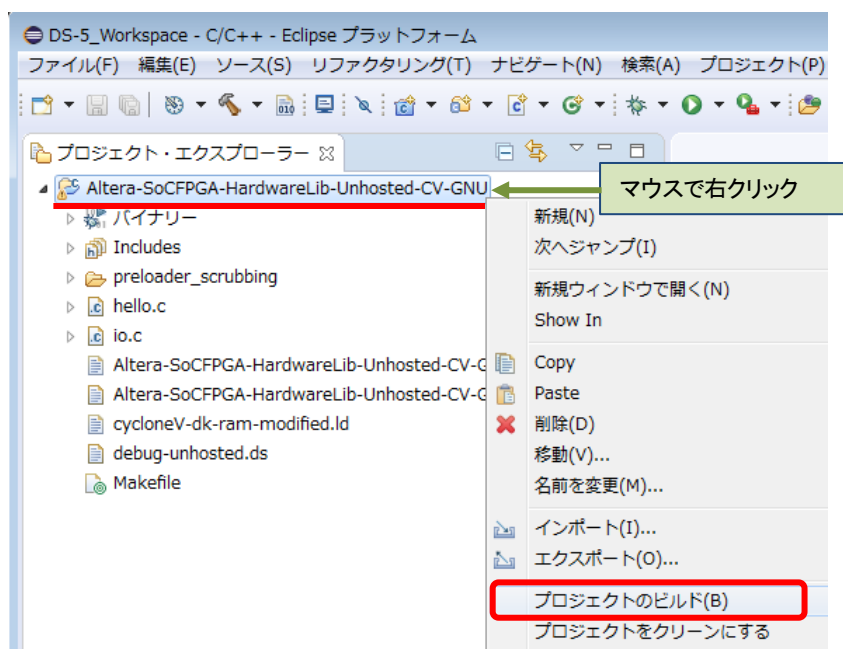 DS-5_Workspace - C/C++ - Eclipse プラットフォーム
ファイル(F) 編集(E) ソース(S) リファクタリング(T) ナビゲート(N) 検索(A) プロジェクト(P)
プロジェクト・エクスプローラー
Altera-SoCFPGA-HardwareLib-Unhosted-CV-GNU
マウスで右クリック
バイナリー
Includes
preloader_scrubbing
hello.c
io.c
Altera-SoCFPGA-HardwareLib-Unhosted-CV-G
Altera-SoCFPGA-HardwareLib-Unhosted-CV-G
cycloneV-dk-ram-modified.ld
debug-unhosted.ds
Makefile
新規(N)
次へジャンプ(I)
新規ウィンドウで開く(N)
Show In
Copy
Paste
削除(D)
移動(V)...
名前を変更(M)...
インポート(I)...
エクスポート(O)...
プロジェクトのビルド(B)
プロジェクトをクリーンにする